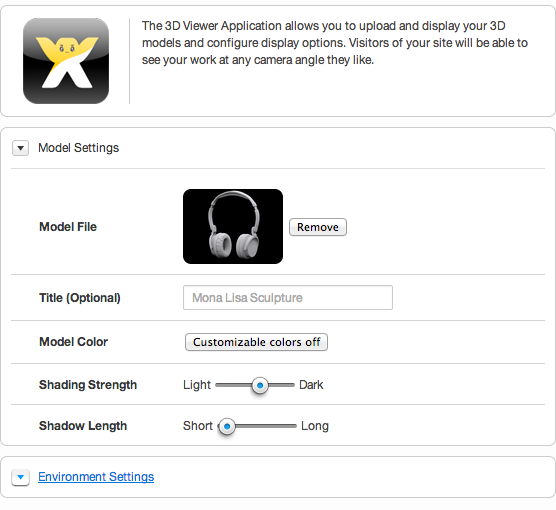 The 3D Viewer Application allows you to upload and display your 3D
models and configure display options. Visitors of your site will be able to
see your work at any camera angle they like.
Model Settings
Model File
Remove
Title (Optional)
Mona Lisa Sculpture
Model Color
Customizable colors off
Shading Strength
Light
Dark
Shadow Length
Short
Long
Environment Settings